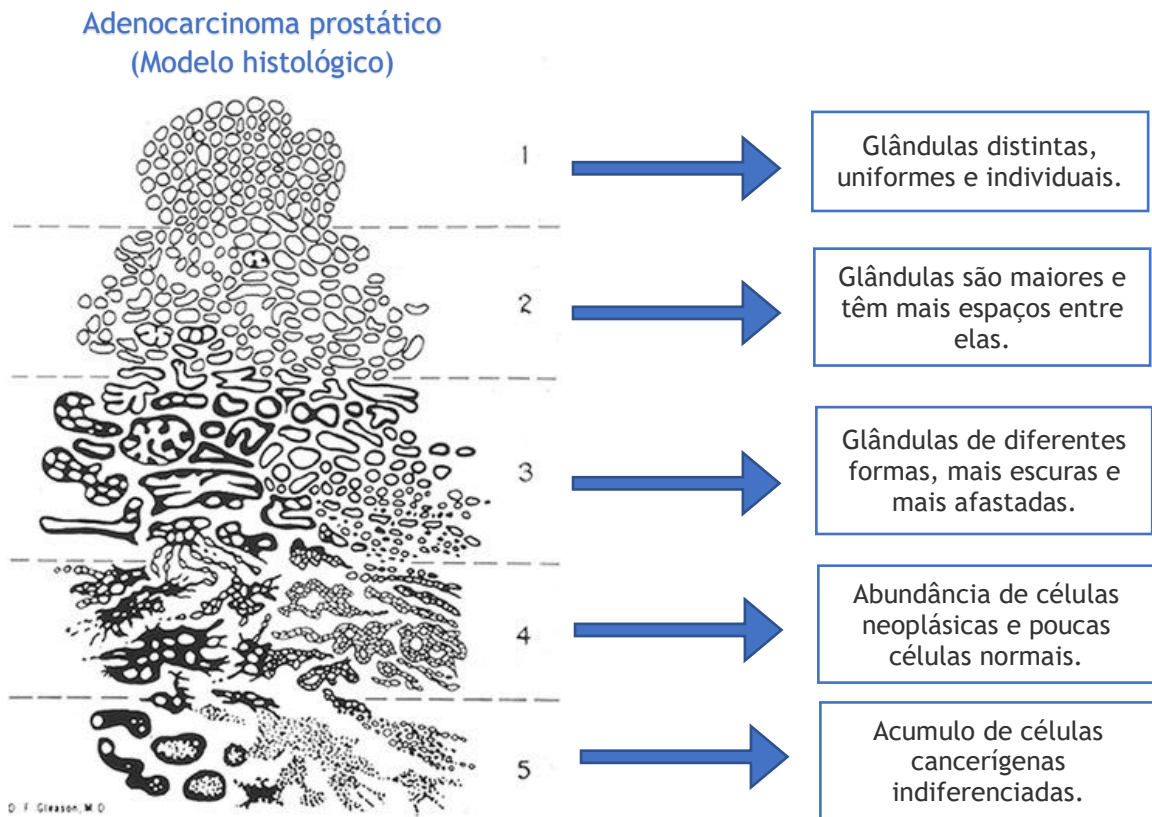 Adenocarcinoma prostático
(Modelo histológico)
1
Glândulas distintas,
uniformes e individuais.
2
Glândulas são maiores e
têm mais espaços entre
elas.
3
Glândulas de diferentes
formas, mais escuras e
mais afastadas.
4
Abundância de células
neoplásicas e poucas
células normais.
5
Acumulo de células
cancerígenas
indiferenciadas.
D. F. Gleason, M.D.